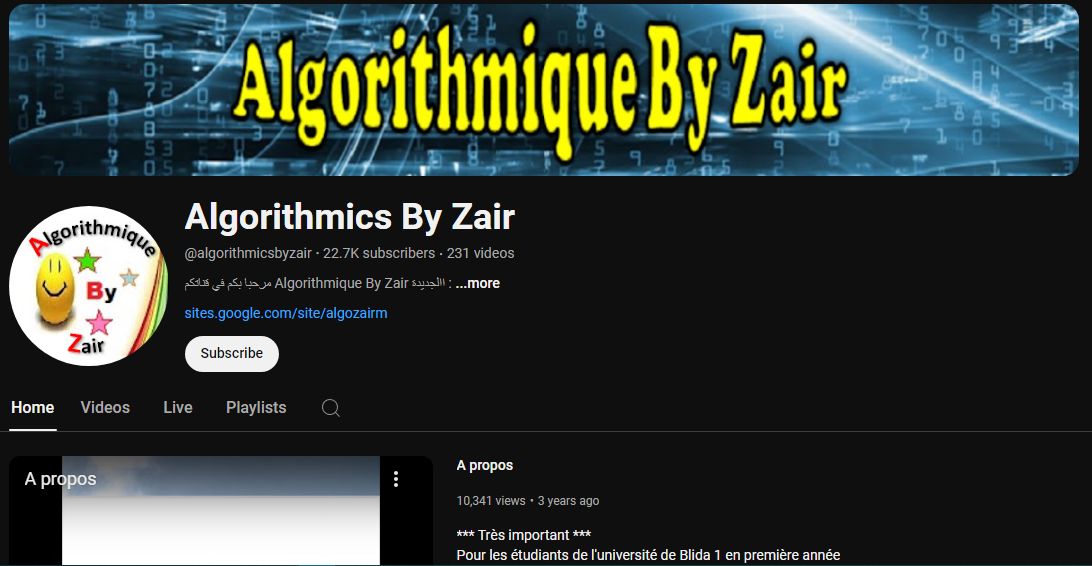 Algorithmique By Zair
Algorithmique
By
Zair
Algorithmics By Zair
@algorithmicsbyzair · 22.7K subscribers · 231 videos
مرحبا بكم في قناتكم Algorithmique By Zair االجديدة : ...more
sites.google.com/site/algozairm
Subscribe
Home Videos Live Playlists
A propos
A propos
10,341 views · 3 years ago
*** Très important ***
Pour les étudiants de l'université de Blida 1 en première année